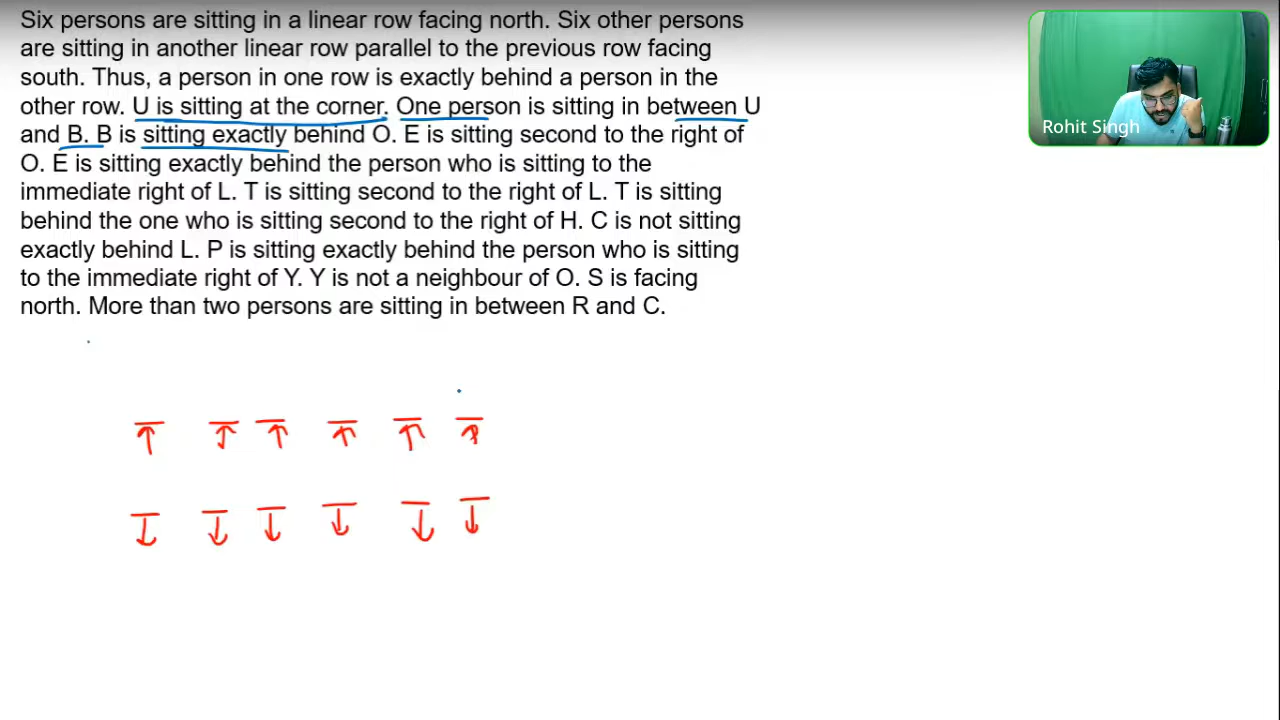 Six persons are sitting in a linear row facing north. Six other persons
are sitting in another linear row parallel to the previous row facing
south. Thus, a person in one row is exactly behind a person in the
other row. U is sitting at the corner. One person is sitting in between U
and B. B is sitting exactly behind O. E is sitting second to the right of
O. E is sitting exactly behind the person who is sitting to the
immediate right of L. T is sitting second to the right of L. T is sitting
behind the one who is sitting second to the right of H. C is not sitting
exactly behind L. P is sitting exactly behind the person who is sitting
to the immediate right of Y. Y is not a neighbour of O. S is facing
north. More than two persons are sitting in between R and C.
Rohit Singh